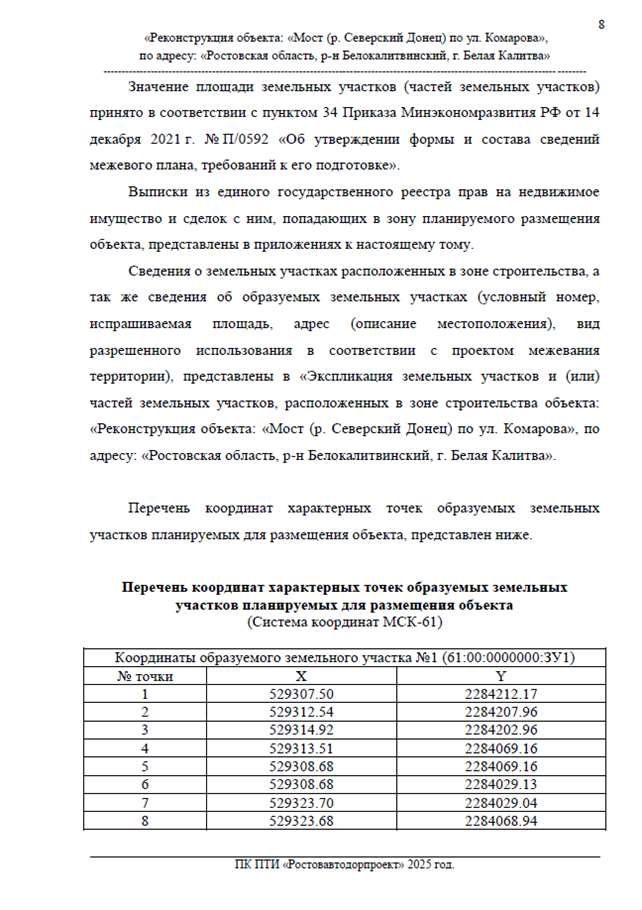 8
«Реконструкция объекта: «Мост (р. Северский Донец) по ул. Комарова»,
по адресу: «Ростовская область, р-н Белокалитвинский, г. Белая Калитва»
Значение площади земельных участков (частей земельных участков)
принято в соответствии с пунктом 34 Приказа Минэкономразвития РФ от 14
декабря 2021 г. № П/0592 «Об утверждении формы и состава сведений
межевого плана, требований к его подготовке».
Выписки из единого государственного реестра прав на недвижимое
имущество и сделок с ним, попадающих в зону планируемого размещения
объекта, представлены в приложениях к настоящему тому.
Сведения о земельных участках расположенных в зоне строительства, а
так же сведения об образуемых земельных участках (условный номер,
испрашиваемая площадь, адрес (описание местоположения), вид
разрешенного использования в соответствии с проектом межевания
территории), представлены в «Экспликация земельных участков и (или)
частей земельных участков, расположенных в зоне строительства объекта:
«Реконструкция объекта: «Мост (р. Северский Донец) по ул. Комарова», по
адресу: «Ростовская область, р-н Белокалитвинский, г. Белая Калитва».
Перечень координат характерных точек образуемых земельных
участков планируемых для размещения объекта, представлен ниже.
Перечень координат характерных точек образуемых земельных
участков планируемых для размещения объекта
(Система координат МСК-61)
Координаты образуемого земельного участка №1 (61:00:0000000:ЗУ1)
№ точки X Y
1 529307.50 2284212.17
2 529312.54 2284207.96
3 529314.92 2284202.96
4 529313.51 2284069.16
5 529308.68 2284069.16
6 529308.68 2284029.13
7 529323.70 2284029.04
8 529323.68 2284068.94
ПК ПТИ «Ростовавтодорпроект» 2025 год.